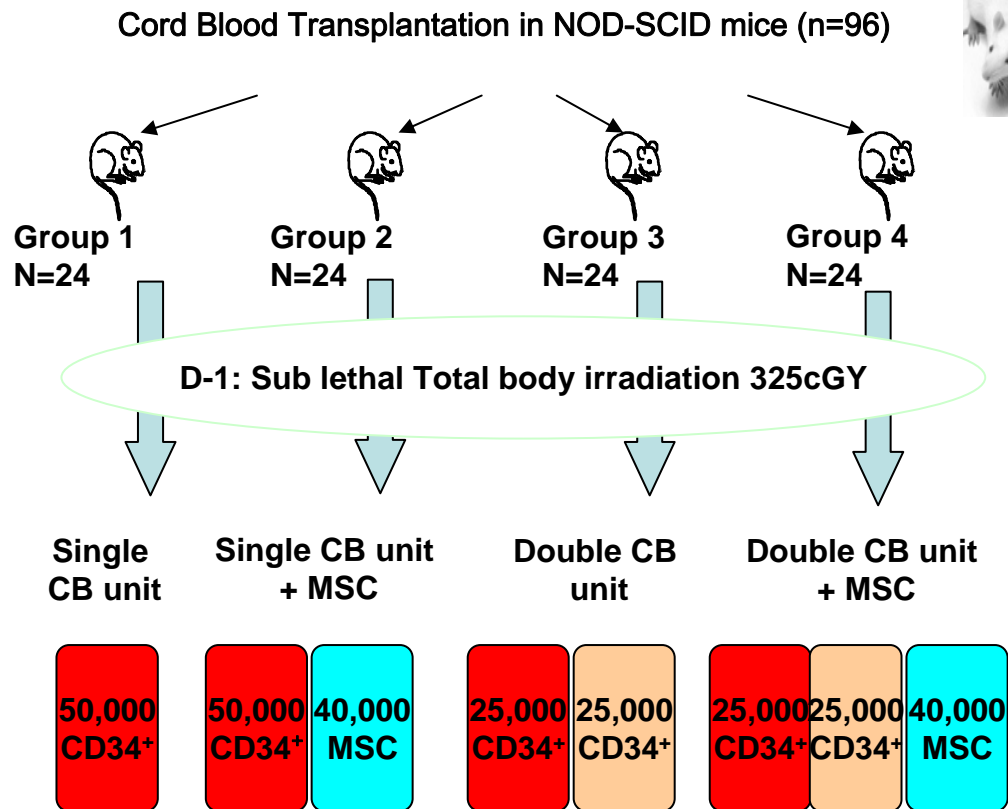 Cord Blood Transplantation in NOD-SCID mice (n=96)
Group 1
N=24
Group 2
N=24
Group 3
N=24
Group 4
N=24
D-1: Sub lethal Total body irradiation 325cGY
Single
CB unit
Single CB unit
+ MSC
Double CB
unit
Double CB unit
+ MSC
50,000
CD34⁺
50,000
CD34⁺
40,000
MSC
25,000
CD34⁺
25,000
CD34⁺
25,000
CD34⁺
25,000
CD34⁺
40,000
MSC